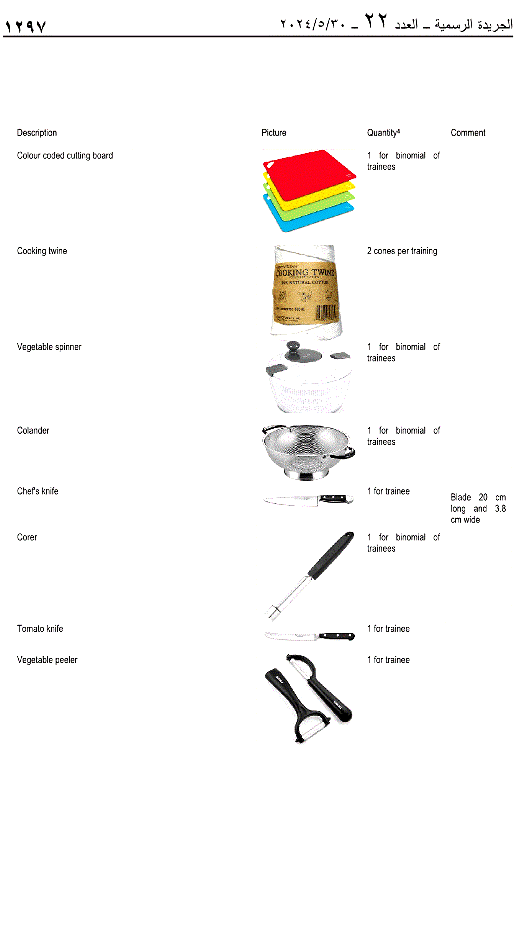 ١٢٩٧
الجريدة الرسمية – العدد ٢٢ – ٢٠٢٤/٥/٣٠
Description Picture Quantity⁸ Comment
Colour coded cutting board 1 for binomial of
trainees
Cooking twine 2 cones per training
COOKING TWINE
Vegetable spinner 1 for binomial of
trainees
Colander 1 for binomial of
trainees
Chef's knife 1 for trainee Blade 20 cm
long and 3.8
cm wide
Corer 1 for binomial of
trainees
Tomato knife 1 for trainee
Vegetable peeler 1 for trainee